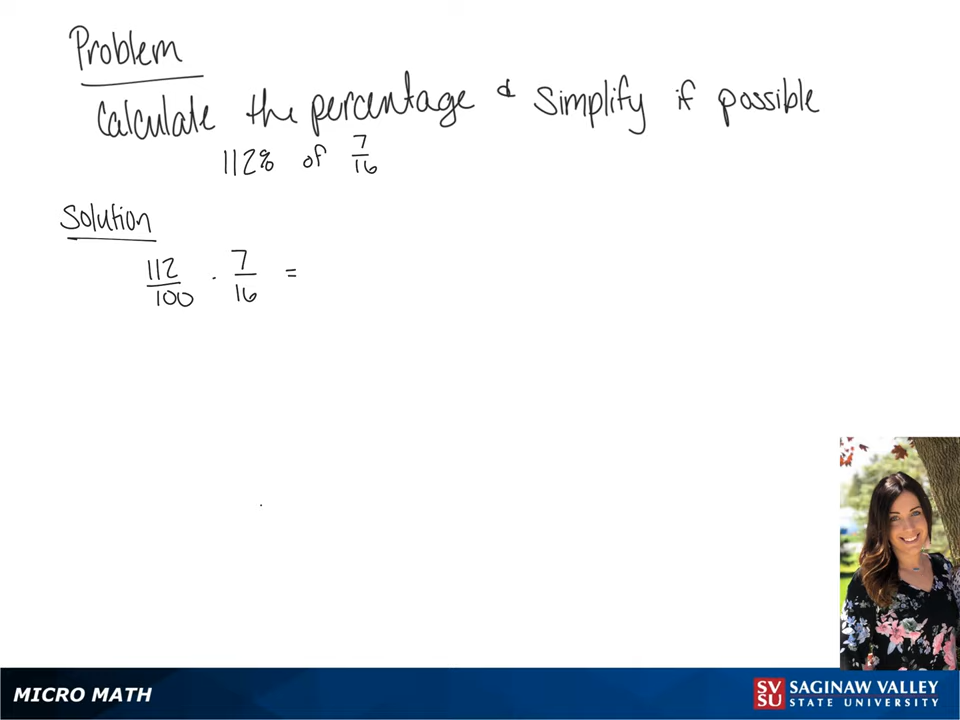 Problem
Calculate the percentage & simplify if possible
112% of 7/16
Solution
112/100 · 7/16 =
MICRO MATH
SV
SU
SAGINAW VALLEY
STATE UNIVERSITY